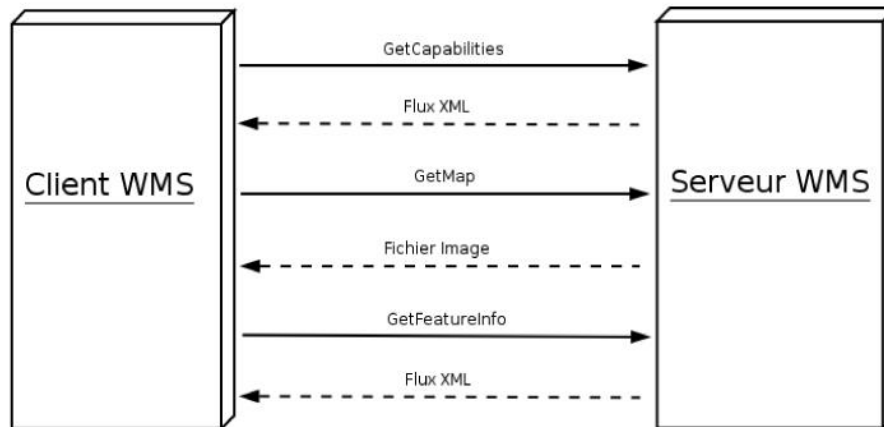 GetCapabilities
Flux XML
Client WMS
GetMap
Serveur WMS
Fichier Image
GetFeatureInfo
Flux XML